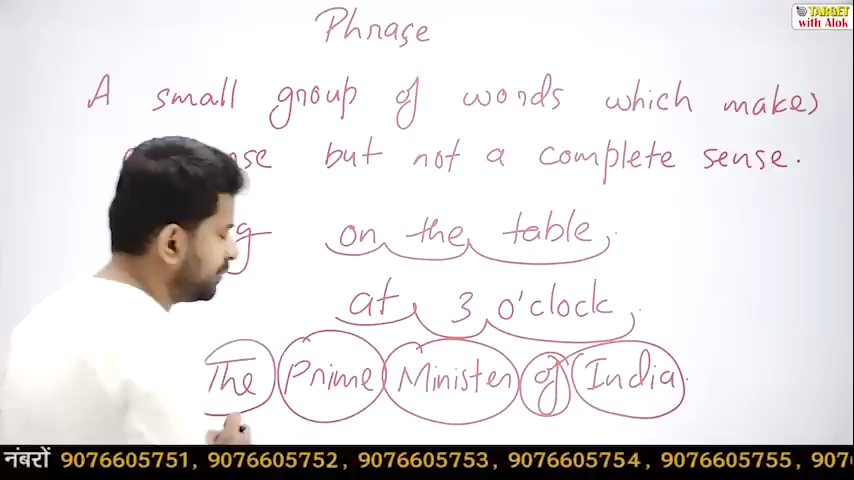 TARGET
with Alok
Phrase
A small group of words which makes
but not a complete sense.
on the table
at 3 o'clock
The Prime Minister of India
नंबरों 9076605751, 9076605752, 9076605753, 9076605754, 9076605755, 907